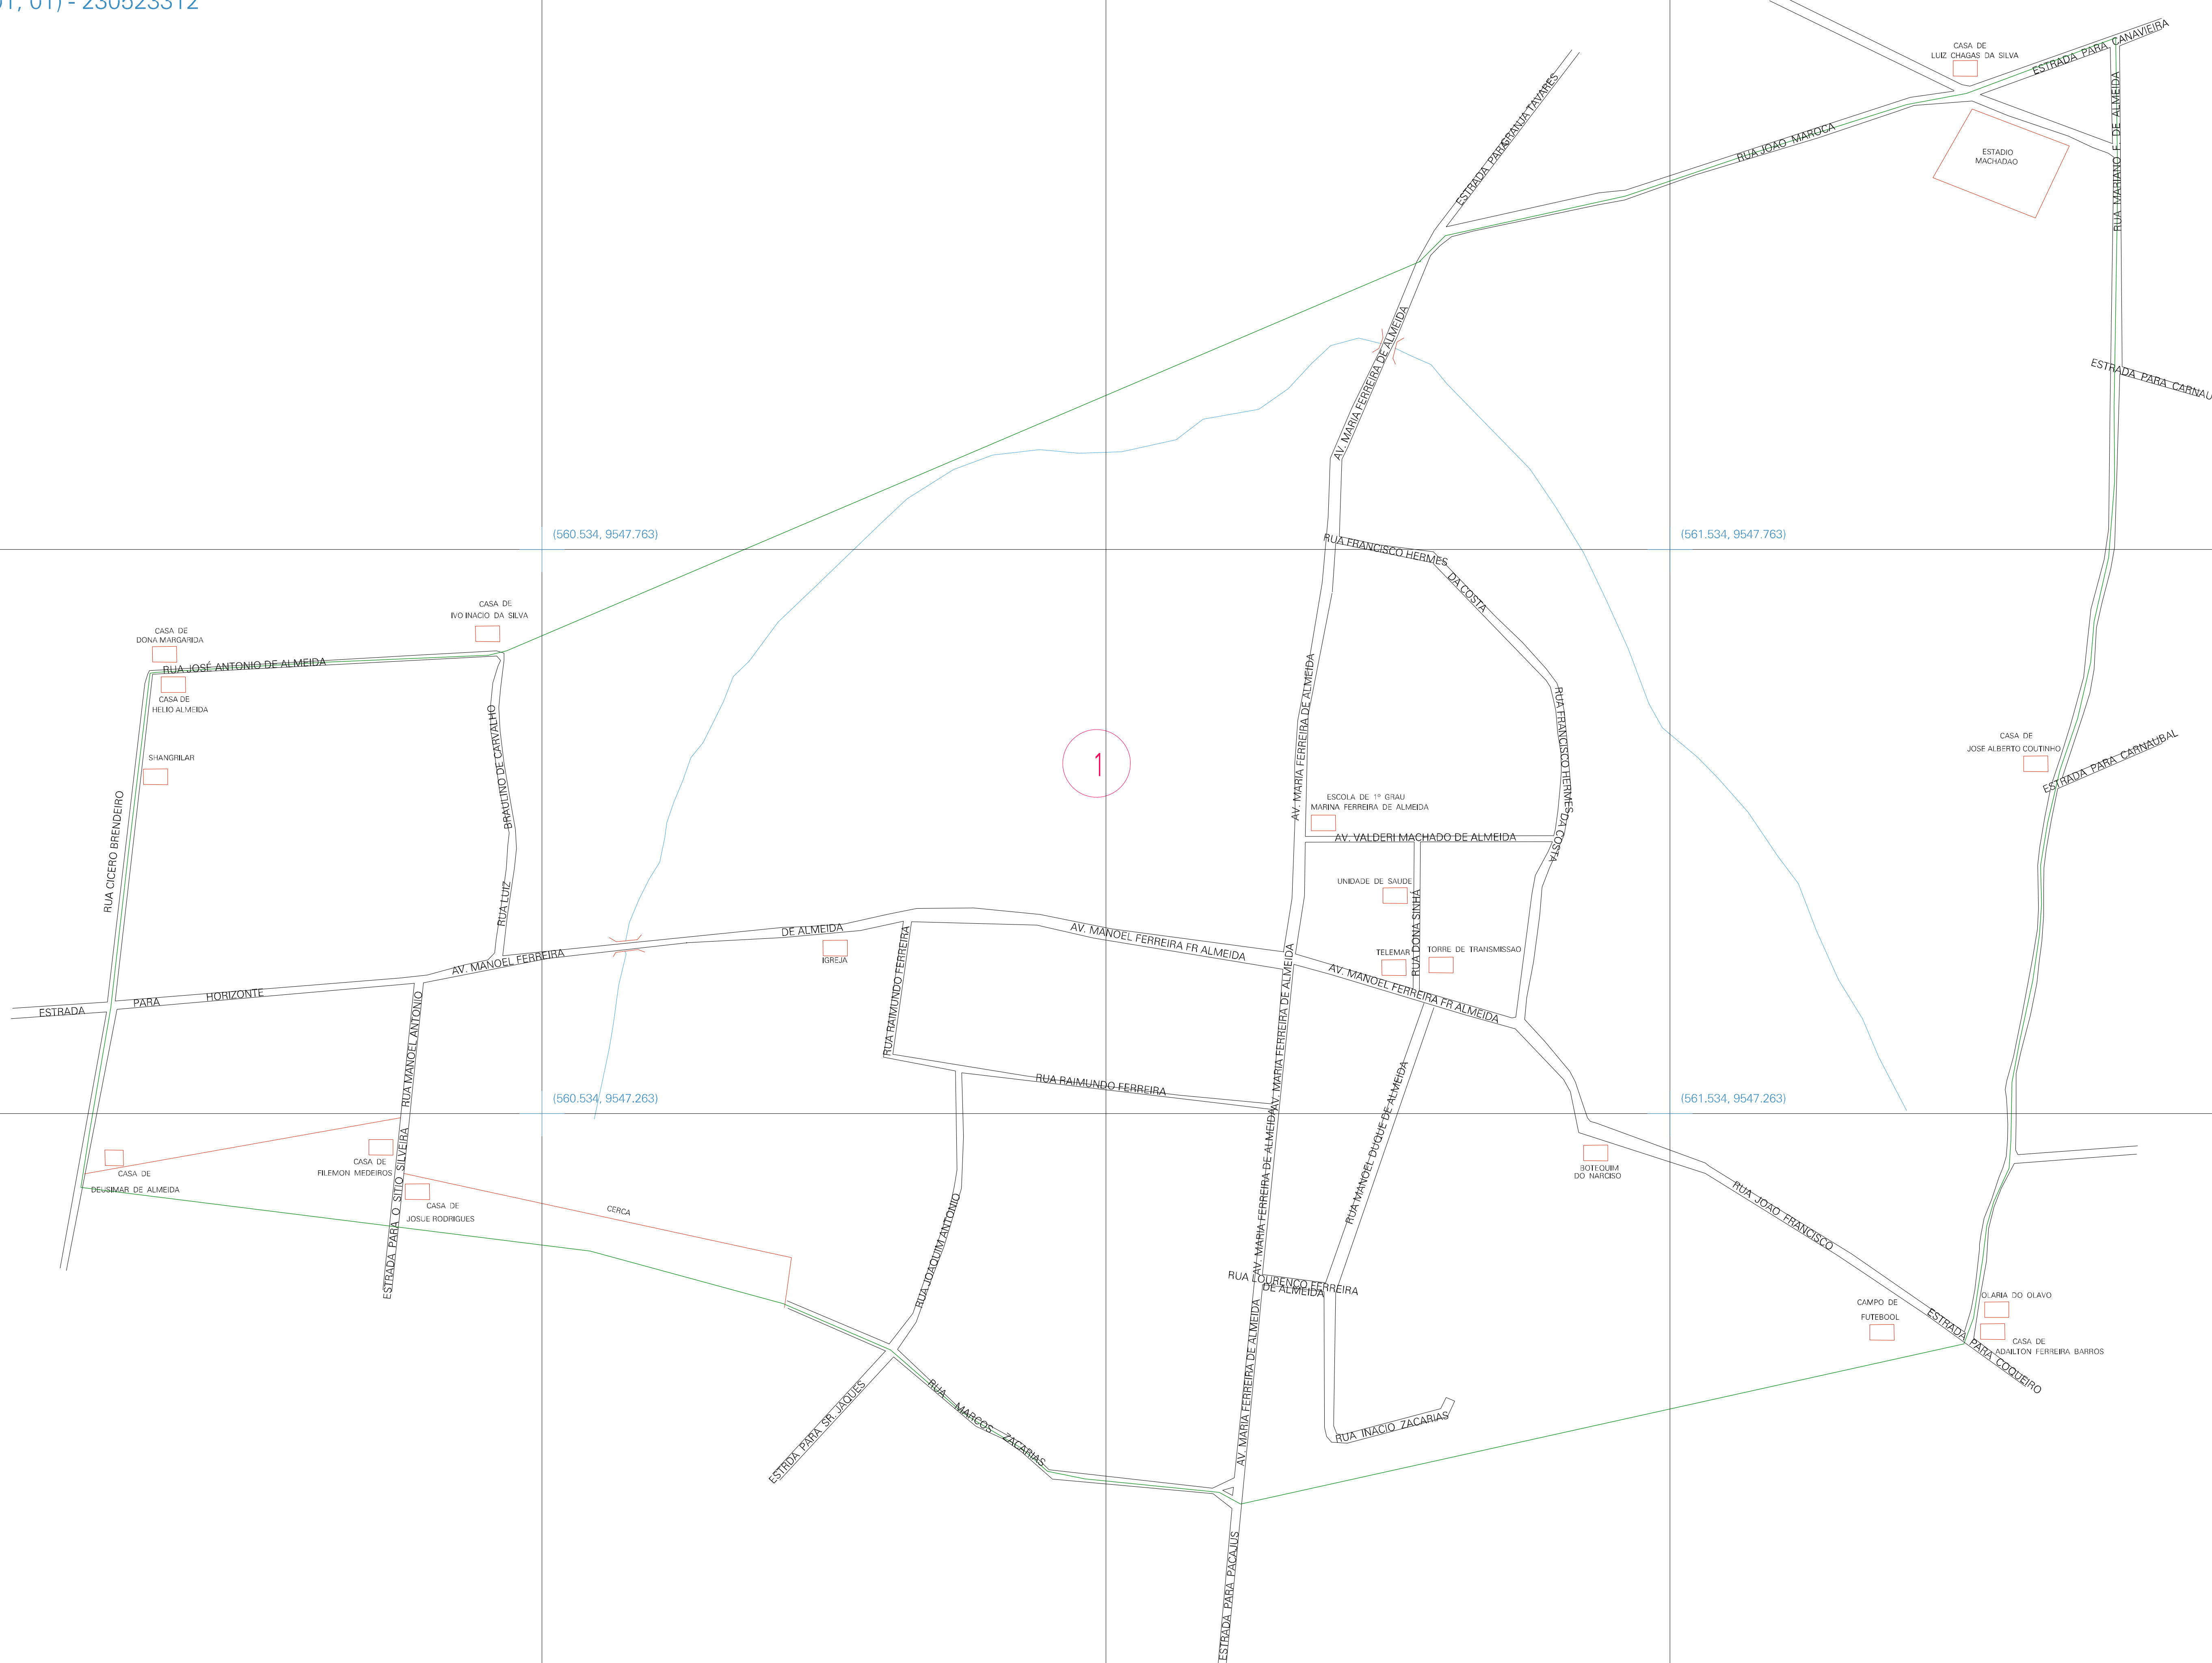 01, 01) - 230523312
CASA DE
LUIZ CHAGAS DA SILVA
ESTRADA PARA CANAVIEIRA
ESTRADA PARA GRANJA TAVARES
RUA JOAO MAROCA
ESTADIO
MACHADAO
RUA MARIANO F. DE ALMEIDA
AV. MARIA FERREIRA DE ALMEIDA
ESTRADA PARA CARNAU
(560.534, 9547.763)
(561.534, 9547.763)
RUA FRANCISCO HERMES
DA COSTA
CASA DE
IVO INACIO DA SILVA
CASA DE
DONA MARGARIDA
RUA JOSÉ ANTONIO DE ALMEIDA
CASA DE
HELIO ALMEIDA
SHANGRILAR
RUA CICERO BRENDEIRO
RUA LUIZ
BRAULINO DE CARVALHO
1
AV. MARIA FERREIRA DE ALMEIDA
RUA FRANCISCO HERMES DA COSTA
CASA DE
JOSE ALBERTO COUTINHO
ESTRADA PARA CARNAUBAL
ESCOLA DE 1º GRAU
MARINA FERREIRA DE ALMEIDA
AV. VALDERI MACHADO DE ALMEIDA
UNIDADE DE SAUDE
RUA DONA SINHÁ
TELEMAR
TORRE DE TRANSMISSAO
ESTRADA
PARA
HORIZONTE
AV. MANOEL FERREIRA
DE ALMEIDA
IGREJA
AV. MANOEL FERREIRA FR ALMEIDA
AV. MANOEL FERREIRA FR ALMEIDA
RUA MANOEL ANTONIO
RUA RAIMUNDO FERREIRA
RUA RAIMUNDO FERREIRA
AV. MARIA FERREIRA DE ALMEIDA
RUA MANOEL DUQUE DE ALMEIDA
(560.534, 9547.263)
(561.534, 9547.263)
CASA DE
DEUSIMAR DE ALMEIDA
CASA DE
FILEMON MEDEIROS
ESTRADA PARA O SITIO SILVEIRA
CASA DE
JOSUE RODRIGUES
CERCA
RUA JOAQUIM ANTONIO
AV. MARIA FERREIRA DE ALMEIDA
BOTEQUIM
DO NARCISO
RUA JOAO FRANCISCO
RUA LOURENCO FERREIRA
DE ALMEIDA
CAMPO DE
FUTEBOOL
OLARIA DO OLAVO
CASA DE
ADAILTON FERREIRA BARROS
ESTRADA PARA COQUEIRO
AV. MARIA FERREIRA DE ALMEIDA
RUA INACIO ZACARIAS
ESTRDA PARA SR. JAQUES
RUA MARCOS ZACARIAS
ESTRADA PARA PACAJUS